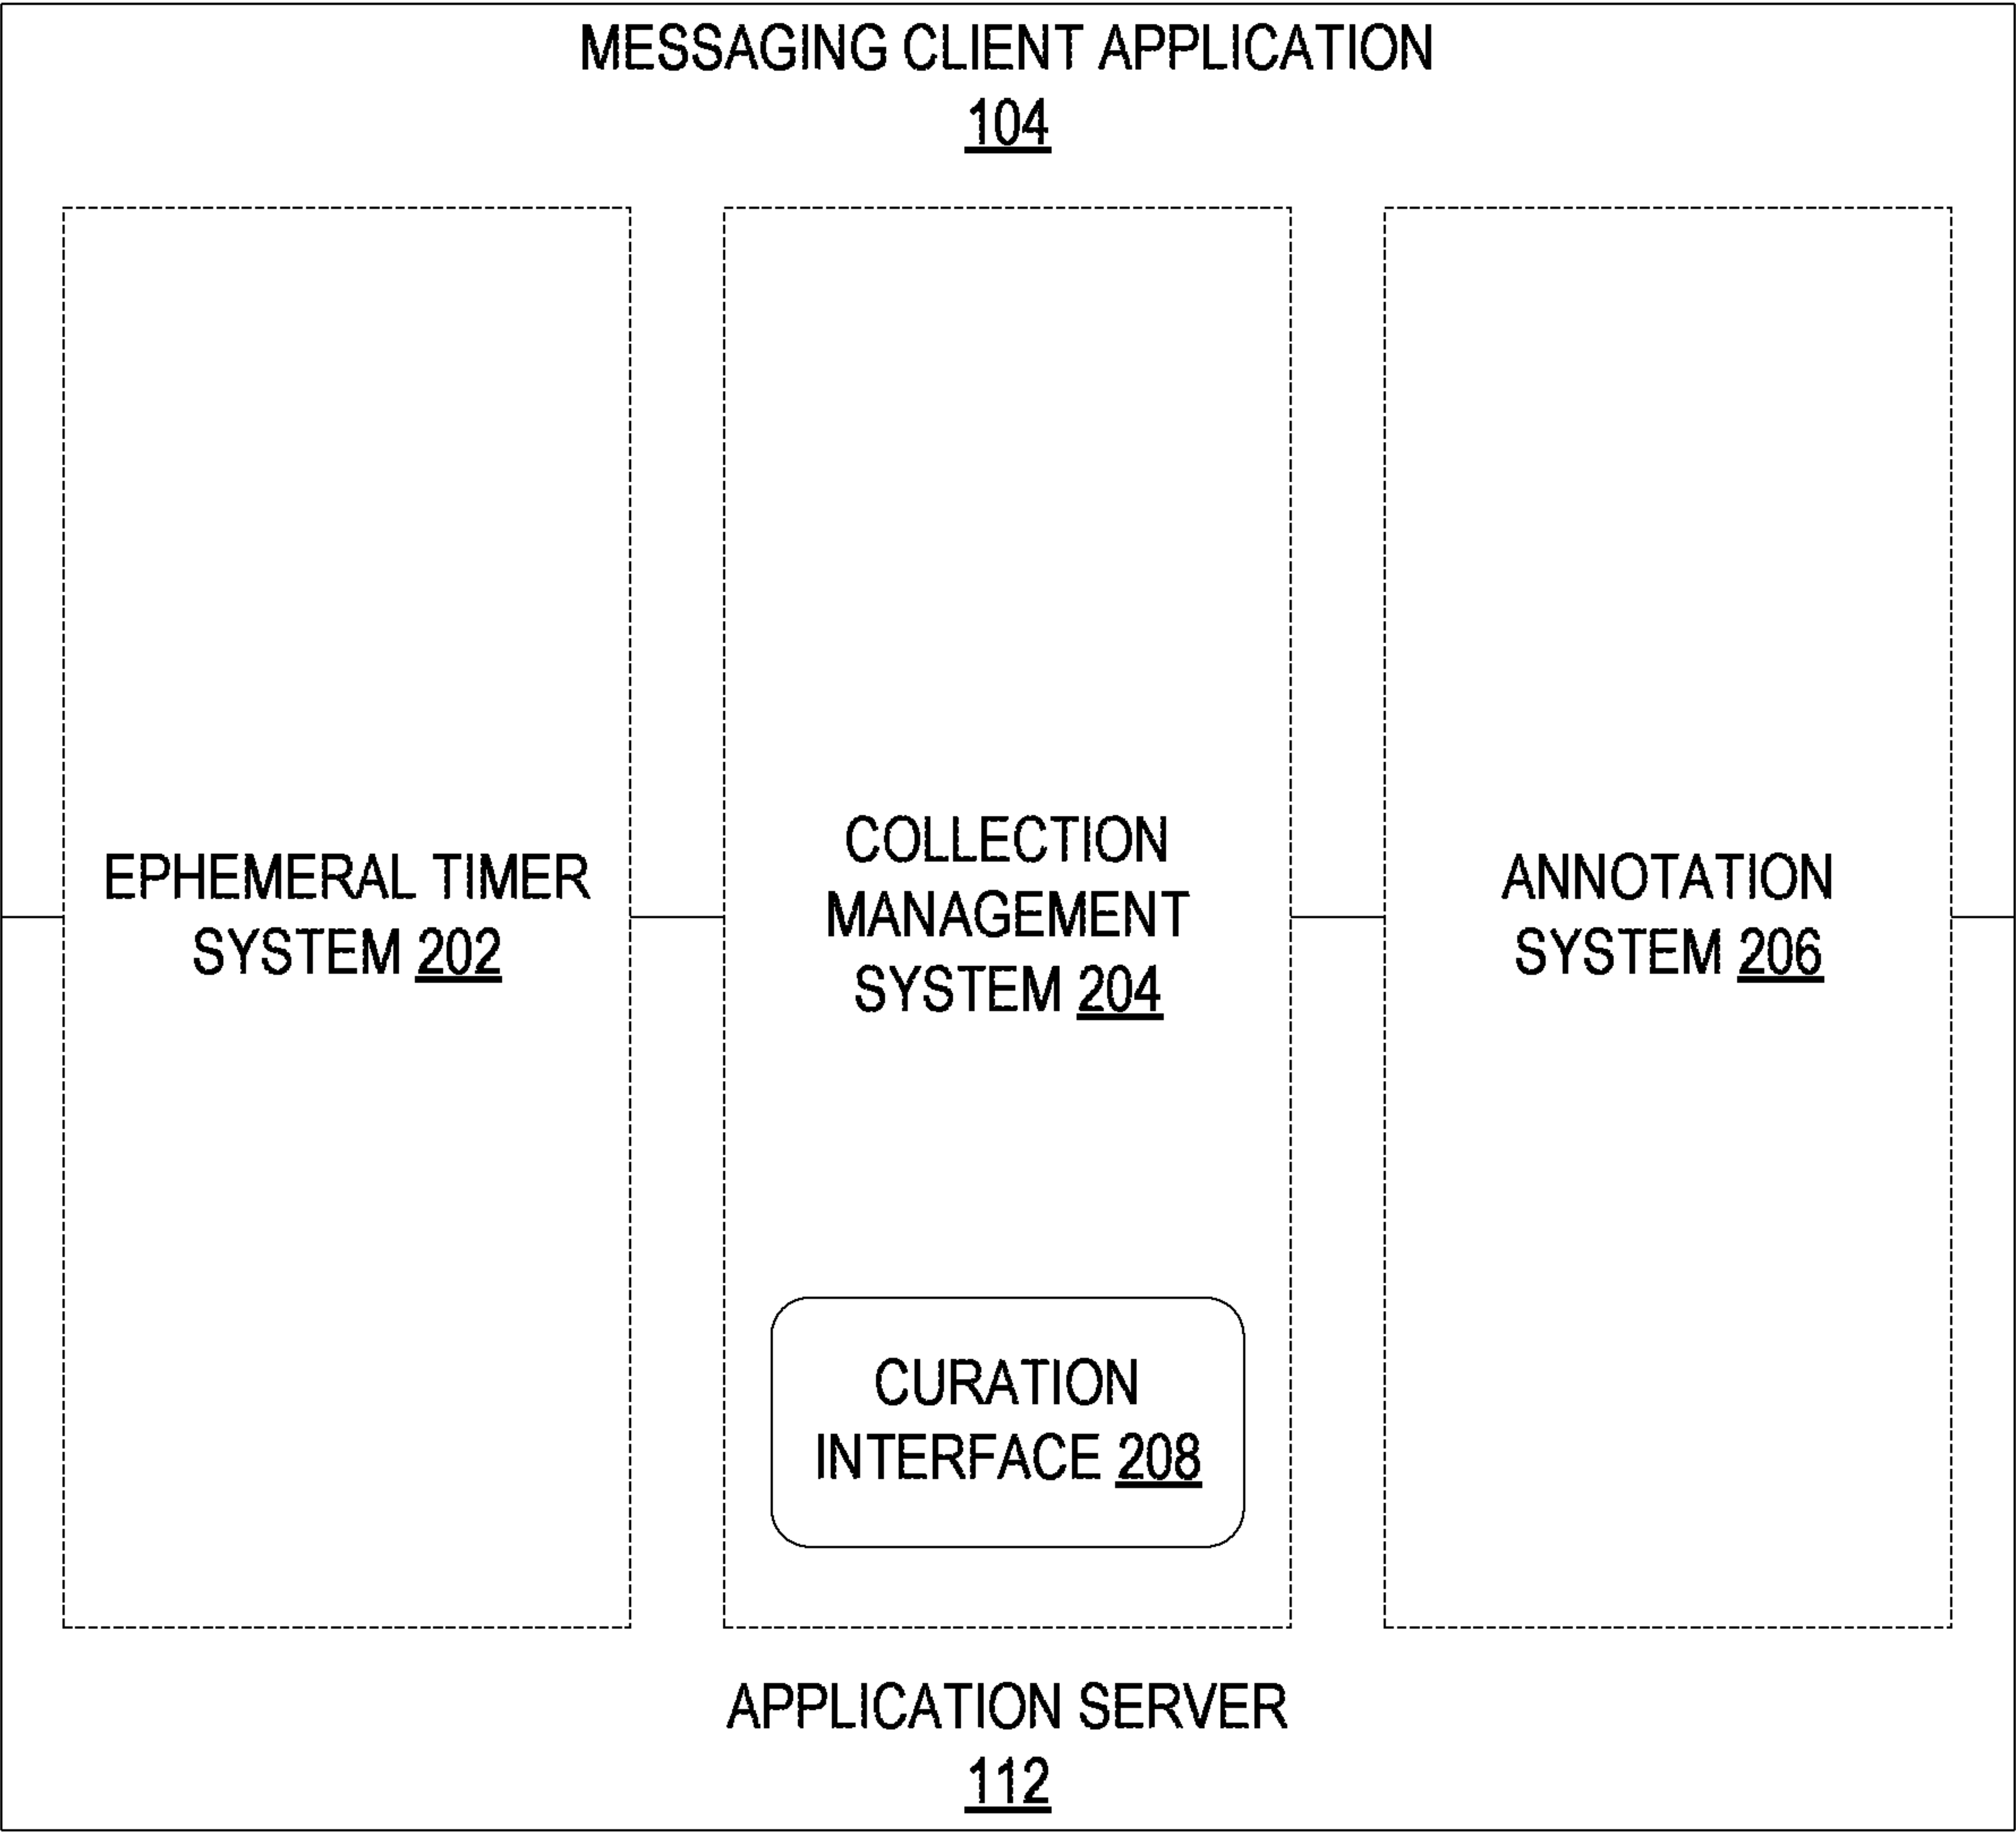 MESSAGING CLIENT APPLICATION
104
EPHEMERAL TIMER
SYSTEM 202
COLLECTION
MANAGEMENT
SYSTEM 204
ANNOTATION
SYSTEM 206
CURATION
INTERFACE 208
APPLICATION SERVER
112